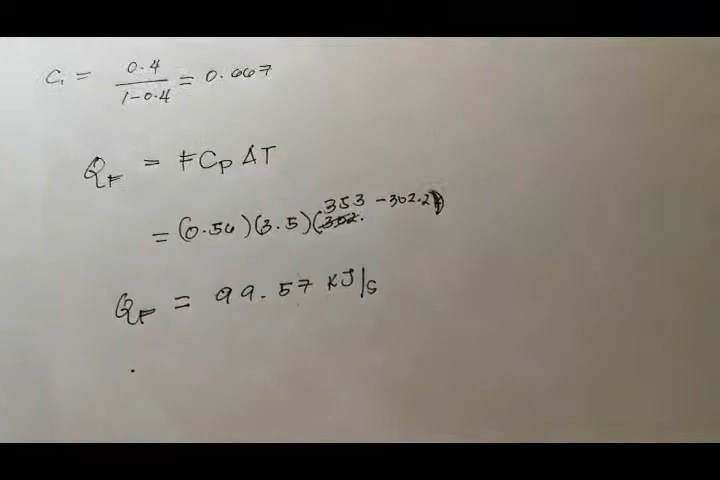 C₁ = 0.4 / 1-0.4 = 0.667
Q_F = F C_P ΔT
= (0.56)(3.5)(353 - 302.2)
Q_F = 99.57 KJ/s